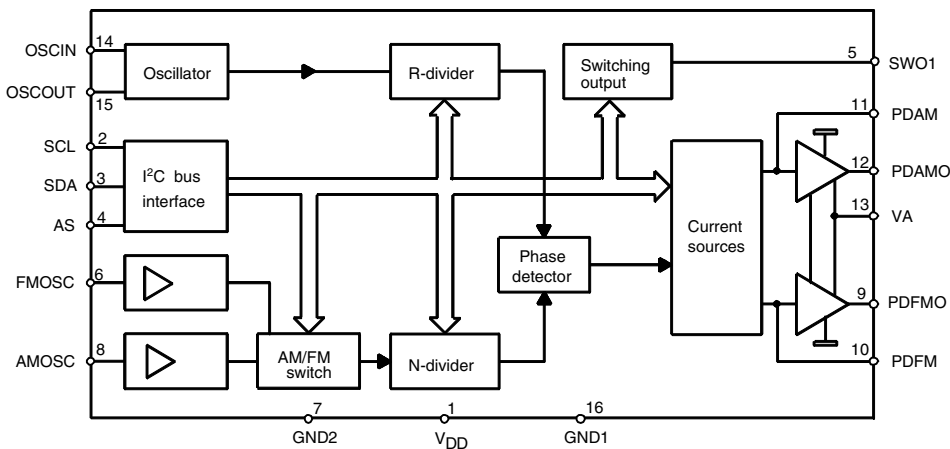 OSCIN 14
Oscillator
R-divider
Switching
output
5 SWO1
OSCOUT
15
11 PDAM
SCL 2
SDA 3
AS 4
I²C bus
interface
12 PDAMO
13 VA
Current
sources
Phase
detector
FMOSC 6
9 PDFMO
AMOSC 8
AM/FM
switch
N-divider
10 PDFM
7
GND2
1
VDD
16
GND1